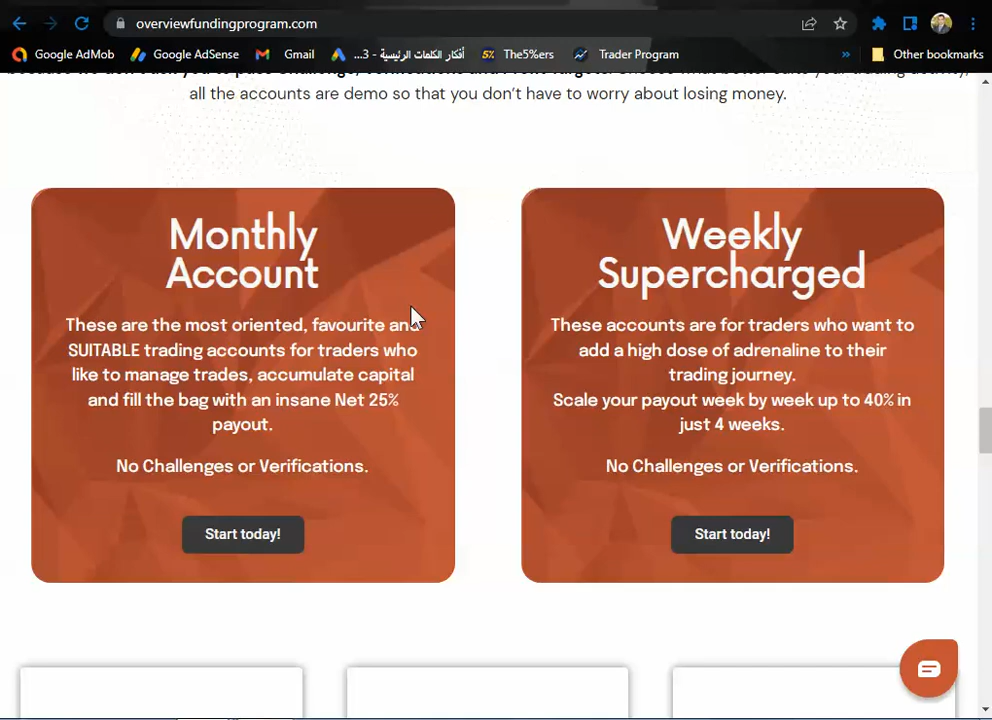 overviewfundingprogram.com
Google AdMob
Google AdSense
Gmail
أفكار الكلمات الرئيسية - 3...
5%
The5%ers
Trader Program
»
Other bookmarks
all the accounts are demo so that you don’t have to worry about losing money.
Monthly
Account
These are the most oriented, favourite and
SUITABLE trading accounts for traders who
like to manage trades, accumulate capital
and fill the bag with an insane Net 25%
payout.
No Challenges or Verifications.
Start today!
Weekly
Supercharged
These accounts are for traders who want to
add a high dose of adrenaline to their
trading journey.
Scale your payout week by week up to 40% in
just 4 weeks.
No Challenges or Verifications.
Start today!